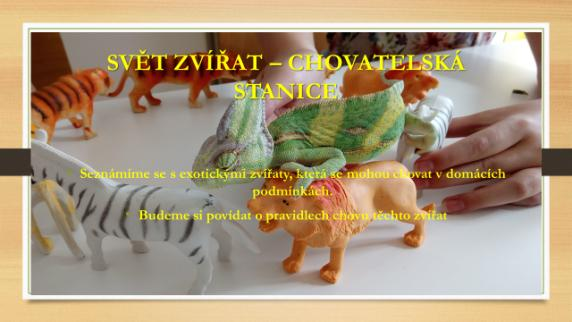 SVĚT ZVÍŘAT – CHOVATELSKÁ
STANICE
Seznámíme se s exotickými zvířaty, která se mohou chovat v domácích
podmínkách.
Budeme si povídat o pravidlech chovu těchto zvířat